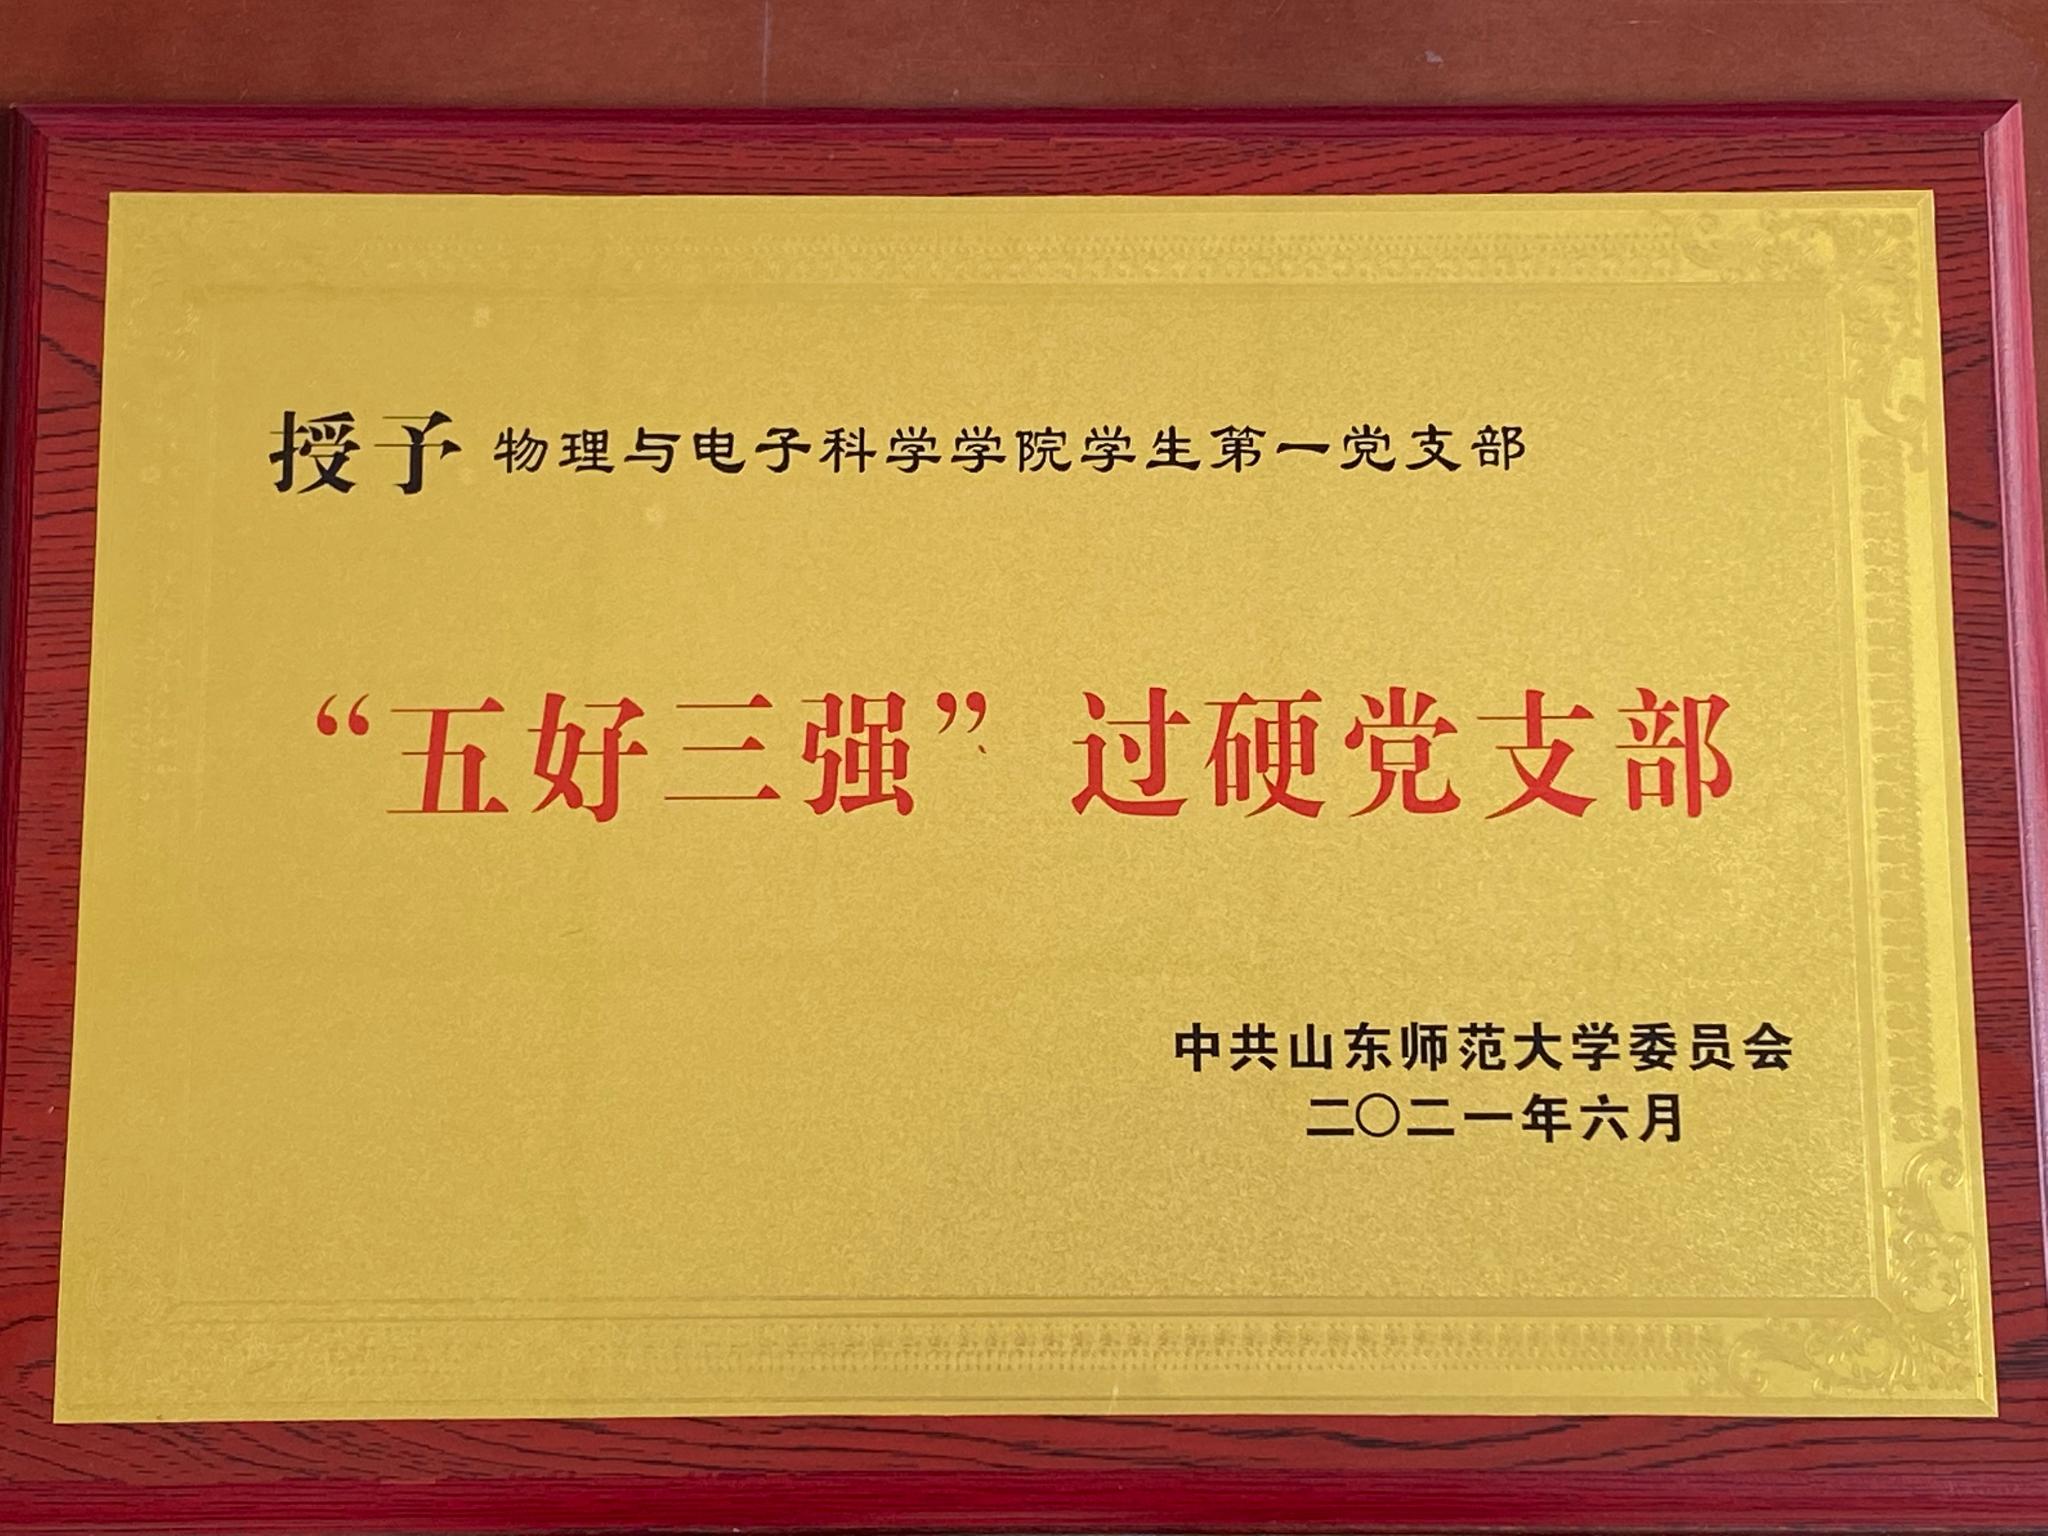 授予 物理与电子科学学院学生第一党支部
“五好三强”过硬党支部
中共山东师范大学委员会
二〇二一年六月